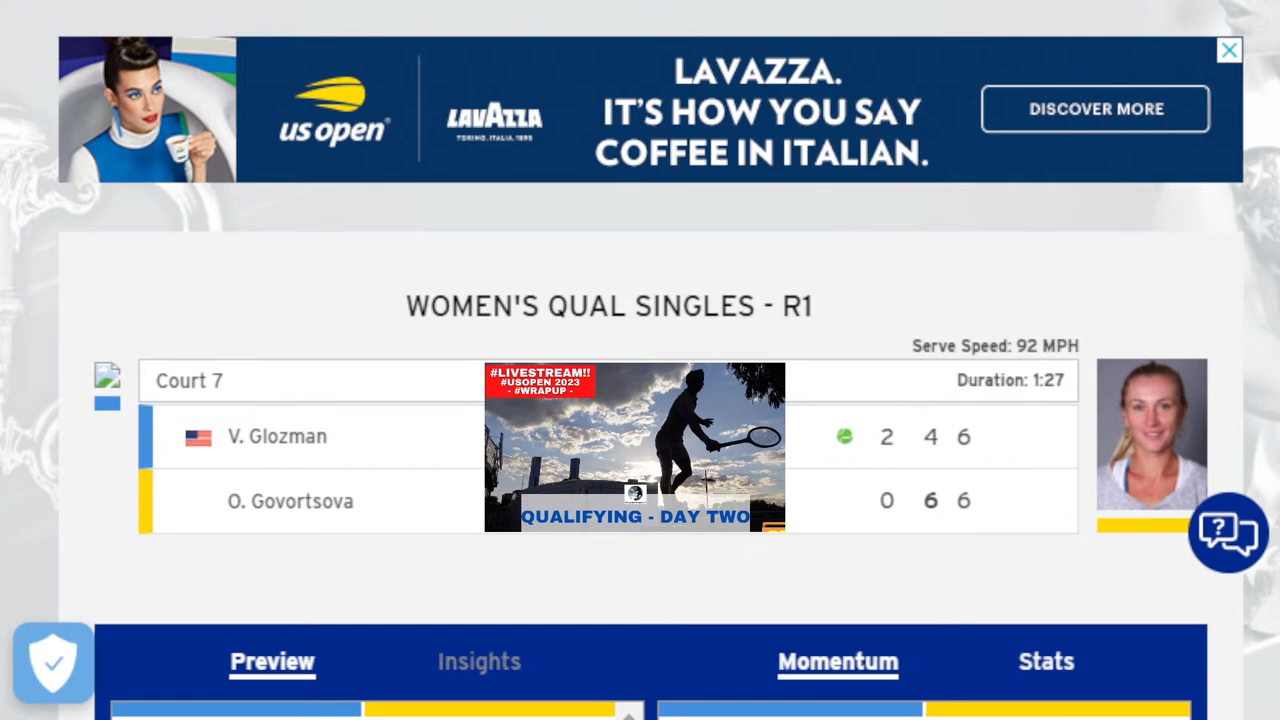 us open
LAVAZZA
TORINO, ITALIA, 1895
LAVAZZA.
IT'S HOW YOU SAY
COFFEE IN ITALIAN.
DISCOVER MORE
WOMEN'S QUAL SINGLES - R1
Serve Speed: 92 MPH
Court 7
Duration: 1:27
#LIVESTREAM!!
#USOPEN 2023
- #WRAPUP -
V. Glozman 2 4 6
O. Govortsova 0 6 6
QUALIFYING - DAY TWO
Preview
Insights
Momentum
Stats